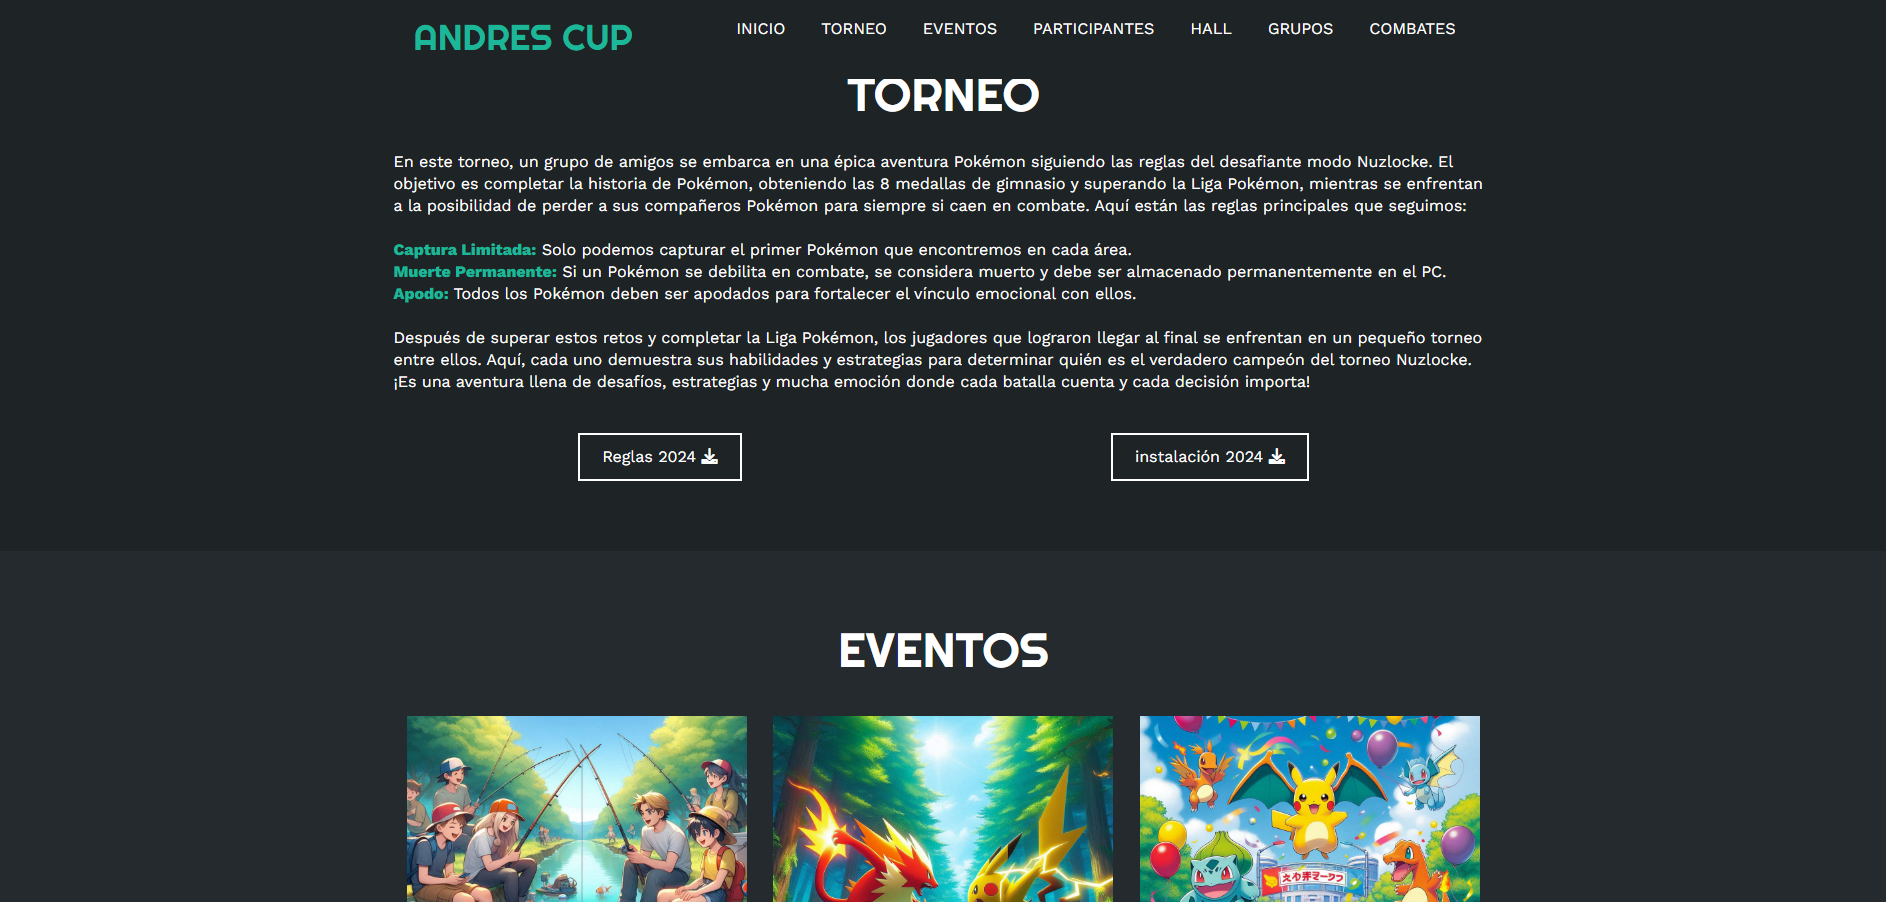 ANDRES CUP
INICIO TORNEO EVENTOS PARTICIPANTES HALL GRUPOS COMBATES
TORNEO
En este torneo, un grupo de amigos se embarca en una épica aventura Pokémon siguiendo las reglas del desafiante modo Nuzlocke. El
objetivo es completar la historia de Pokémon, obteniendo las 8 medallas de gimnasio y superando la Liga Pokémon, mientras se enfrentan
a la posibilidad de perder a sus compañeros Pokémon para siempre si caen en combate. Aquí están las reglas principales que seguimos:
Captura Limitada: Solo podemos capturar el primer Pokémon que encontremos en cada área.
Muerte Permanente: Si un Pokémon se debilita en combate, se considera muerto y debe ser almacenado permanentemente en el PC.
Apodo: Todos los Pokémon deben ser apodados para fortalecer el vínculo emocional con ellos.
Después de superar estos retos y completar la Liga Pokémon, los jugadores que lograron llegar al final se enfrentan en un pequeño torneo
entre ellos. Aquí, cada uno demuestra sus habilidades y estrategias para determinar quién es el verdadero campeón del torneo Nuzlocke.
¡Es una aventura llena de desafíos, estrategias y mucha emoción donde cada batalla cuenta y cada decisión importa!
Reglas 2024
instalación 2024
EVENTOS